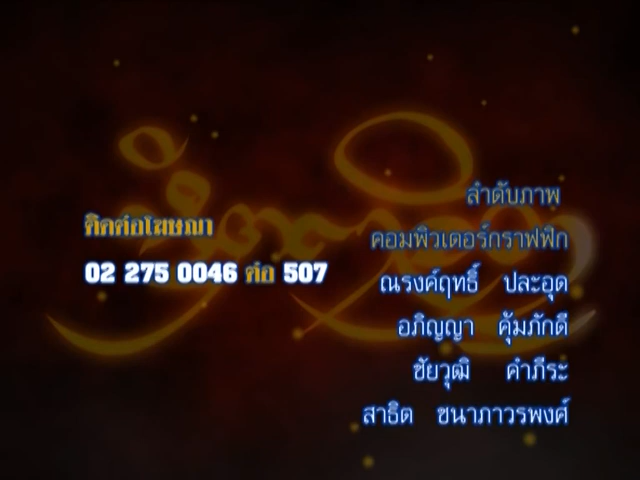 ติดต่อโฆษณา
02 275 0046 ต่อ 507
ลำดับภาพ
คอมพิวเตอร์กราฟฟิก
ณรงค์ฤทธิ์ ปละอุด
อภิญญา คุ้มภักดี
ชัยวุฒิ คำภีระ
สาธิต ชนาภาวรพงศ์